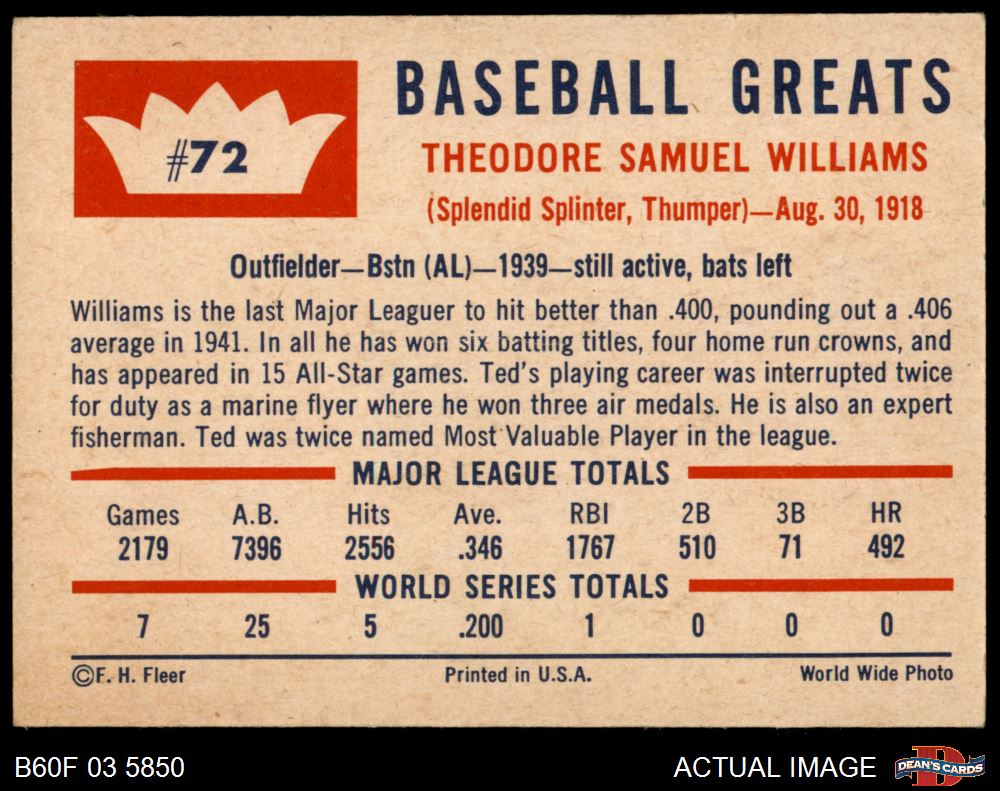 #72
BASEBALL GREATS
THEODORE SAMUEL WILLIAMS
(Splendid Splinter, Thumper)—Aug. 30, 1918
Outfielder—Bstn (AL)—1939—still active, bats left
Williams is the last Major Leaguer to hit better than .400, pounding out a .406
average in 1941. In all he has won six batting titles, four home run crowns, and
has appeared in 15 All-Star games. Ted's playing career was interrupted twice
for duty as a marine flyer where he won three air medals. He is also an expert
fisherman. Ted was twice named Most Valuable Player in the league.
MAJOR LEAGUE TOTALS
Games A.B. Hits Ave. RBI 2B 3B HR
2179 7396 2556 .346 1767 510 71 492
WORLD SERIES TOTALS
7 25 5 .200 1 0 0 0
©F. H. Fleer Printed in U.S.A. World Wide Photo
B60F 03 5850 ACTUAL IMAGE DEAN'S CARDS